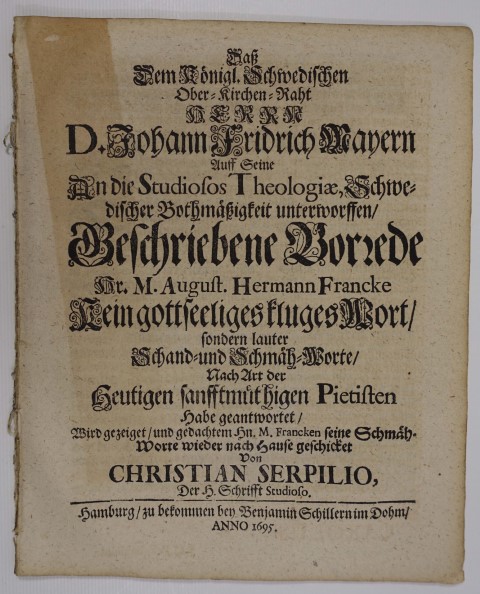 Daß
Dem Königl. Schwedischen
Ober-Kirchen-Raht
HERRN
D. Johann Fridrich Mayern
Auff Seine
An die Studiosos Theologiæ, Schwe-
discher Bothmäßigkeit unterworffen/
Geschriebene Vorrede
Hr. M. August. Hermann Francke
Kein gottseeliges kluges Wort/
sondern lauter
Schand-und Schmäh-Worte/
Nach Art der
Heutigen sanfftmüthigen Pietisten
Habe geantwortet/
Wird gezeiget/und gedachtem Hn. M. Francken seine Schmäh-
Worte wieder nach Hause geschicket
Von
CHRISTIAN SERPILIO,
Der H. Schrifft Studioso.
Hamburg/zu bekommen bey Benjamin Schillern im Dohm/
ANNO 1695.